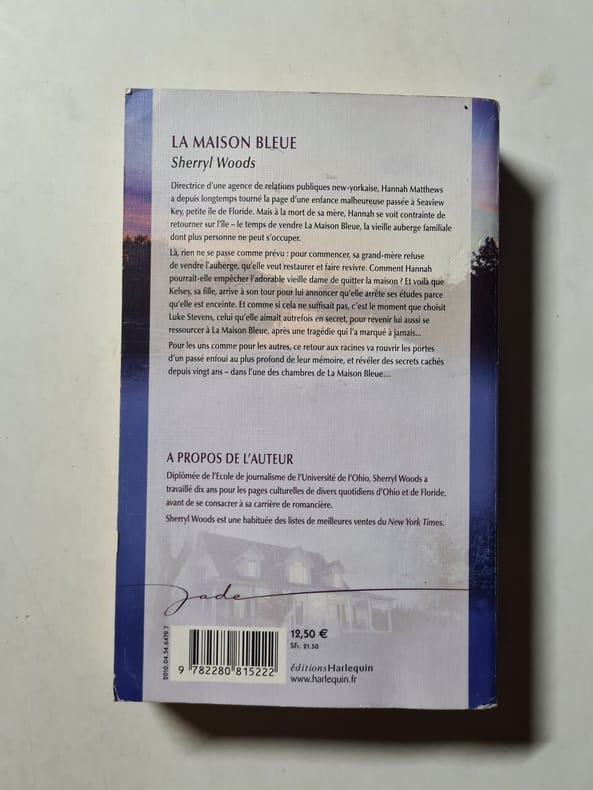 LA MAISON BLEUE
Sherryl Woods
Directrice d'une agence de relations publiques new-yorkaise, Hannah Matthews
a depuis longtemps tourné la page d'une enfance malheureuse passée à Seaview
Key, petite île de Floride. Mais à la mort de sa mère, Hannah se voit contrainte de
retourner sur l'île – le temps de vendre La Maison Bleue, la vieille auberge familiale
dont plus personne ne peut s'occuper.
Là, rien ne se passe comme prévu : pour commencer, sa grand-mère refuse
de vendre l'auberge, qu'elle veut restaurer et faire revivre. Comment Hannah
pourrait-elle empêcher l'adorable vieille dame de quitter la maison ? Et voilà que
Kelsey, sa fille, arrive à son tour pour lui annoncer qu'elle arrête ses études parce
qu'elle est enceinte. Et comme si cela ne suffisait pas, c'est le moment que choisit
Luke Stevens, celui qu'elle aimait autrefois en secret, pour revenir lui aussi se
ressourcer à La Maison Bleue, après une tragédie qui l'a marqué à jamais...
Pour les uns comme pour les autres, ce retour aux racines va rouvrir les portes
d'un passé enfoui au plus profond de leur mémoire, et révéler des secrets cachés
depuis vingt ans – dans l'une des chambres de La Maison Bleue...
A PROPOS DE L'AUTEUR
Diplômée de l'Ecole de journalisme de l'Université de l'Ohio, Sherryl Woods a
travaillé dix ans pour les pages culturelles de divers quotidiens d'Ohio et de Floride,
avant de se consacrer à sa carrière de romancière.
Sherryl Woods est une habituée des listes de meilleures ventes du New York Times.
Jade
2010.04.54.6419.7
9 782280 815222
12,50 €
SFr. 21.50
éditions Harlequin
www.harlequin.fr